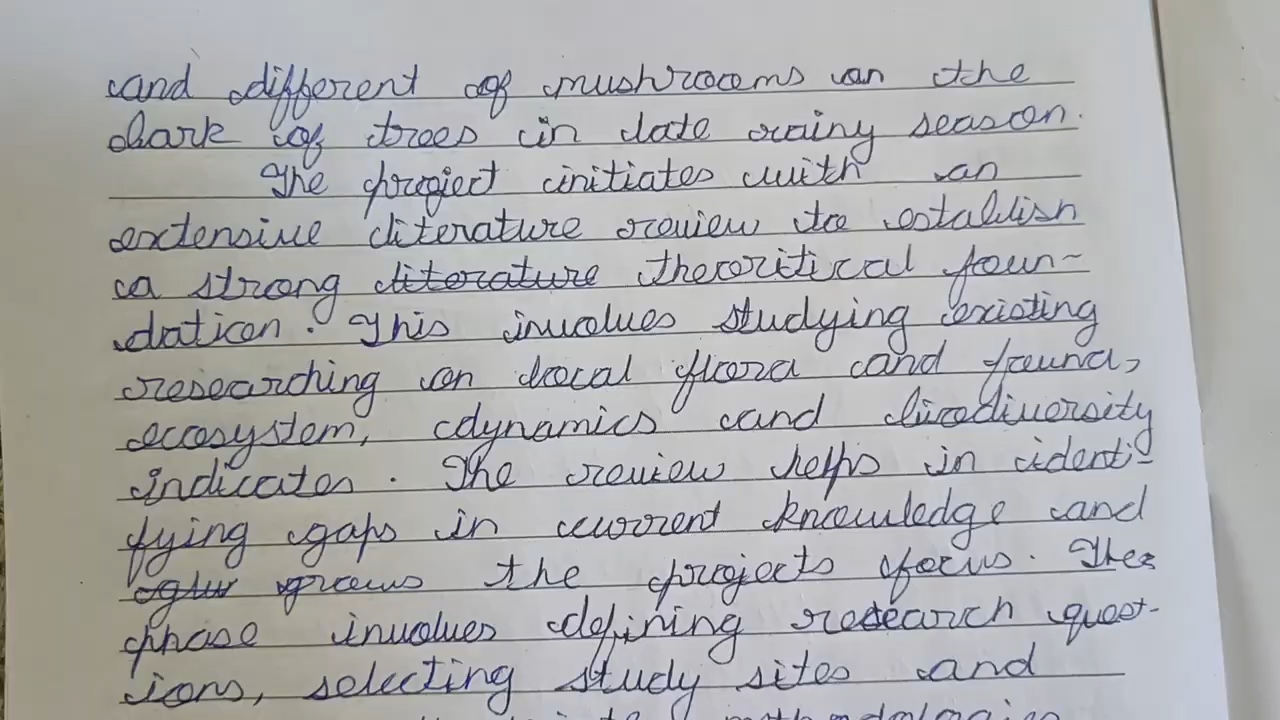 and different of mushrooms on the
bark of trees in late rainy season.
The project initiates with an
extensive literature review to establish
a strong literature theoritical foun-
dation. This involves studying existing
researching on local flora and fauna,
ecosystem, dynamics and biodiversity
indicates. The review helps in identi-
fying gaps in current knowledge and
grows the projects focus. The
phase involves defining research quest-
ions, selecting study sites and
methodologies